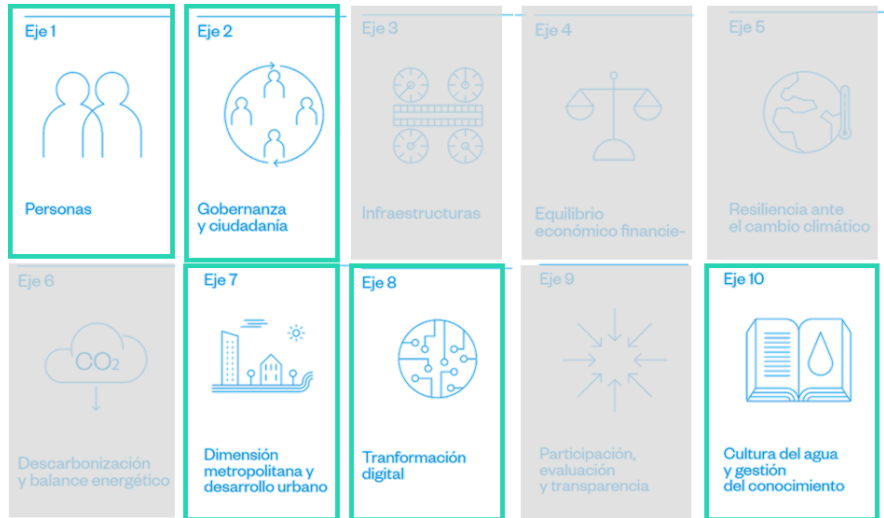 Eje 1
Personas
Eje 2
Gobernanza
y ciudadanía
Eje 3
Infraestructuras
Eje 4
Equilibrio
económico financie-
Eje 5
Resiliencia ante
el cambio climático
Eje 6
CO₂
Descarbonización
y balance energético
Eje 7
Dimensión
metropolitana y
desarrollo urbano
Eje 8
Tranformación
digital
Eje 9
Participación,
evaluación
y transparencia
Eje 10
Cultura del agua
y gestión
del conocimiento